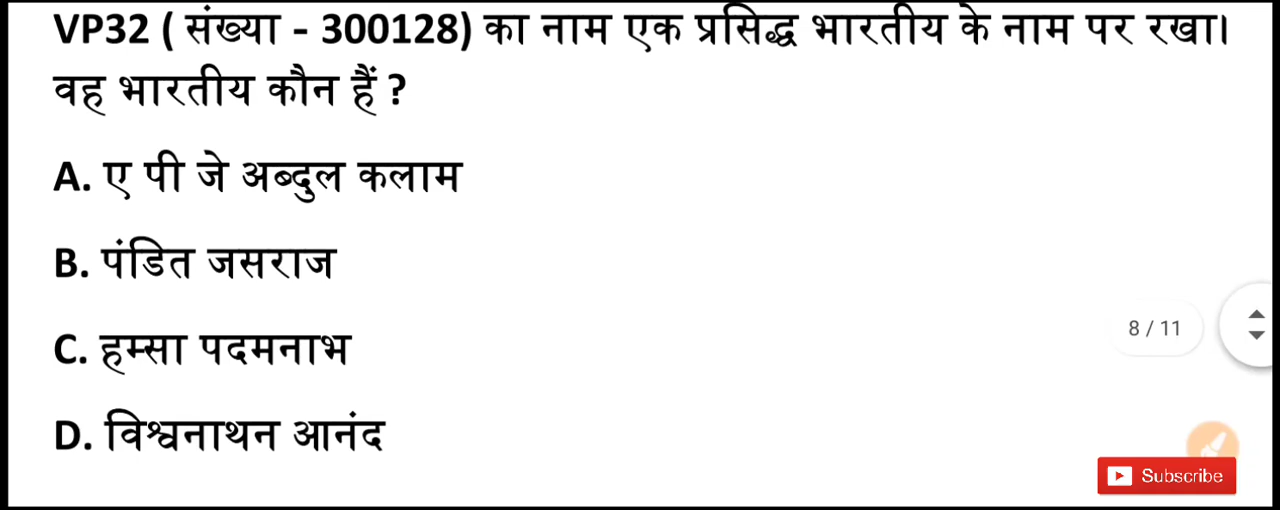 VP32 ( संख्या - 300128) का नाम एक प्रसिद्ध भारतीय के नाम पर रखा।
वह भारतीय कौन हैं ?
A. ए पी जे अब्दुल कलाम
B. पंडित जसराज
C. हम्सा पदमनाभ
8 / 11
D. विश्वनाथन आनंद
Subscribe